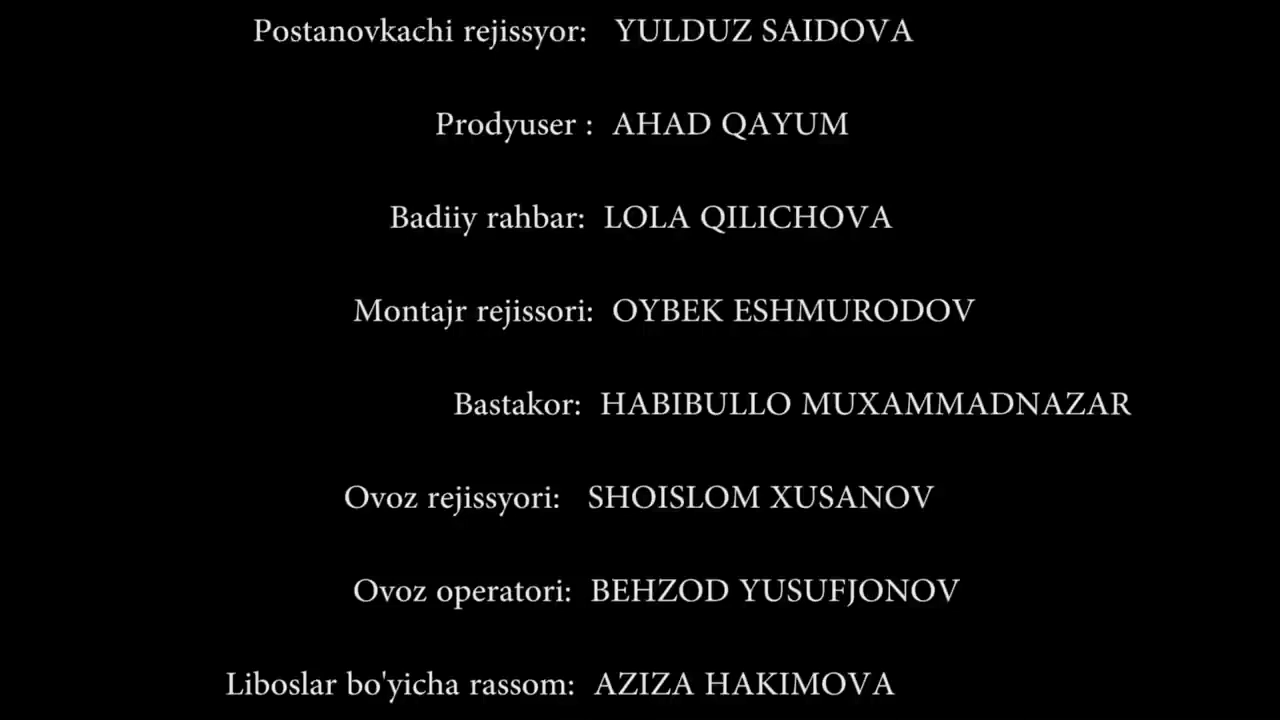 Postanovkachi rejissyor: YULDUZ SAIDOVA
Prodyuser : AHAD QAYUM
Badiiy rahbar: LOLA QILICHOVA
Montajr rejissori: OYBEK ESHMURODOV
Bastakor: HABIBULLO MUXAMMADNAZAR
Ovoz rejissyori: SHOISLOM XUSANOV
Ovoz operatori: BEHZOD YUSUFJONOV
Liboslar bo'yicha rassom: AZIZA HAKIMOVA